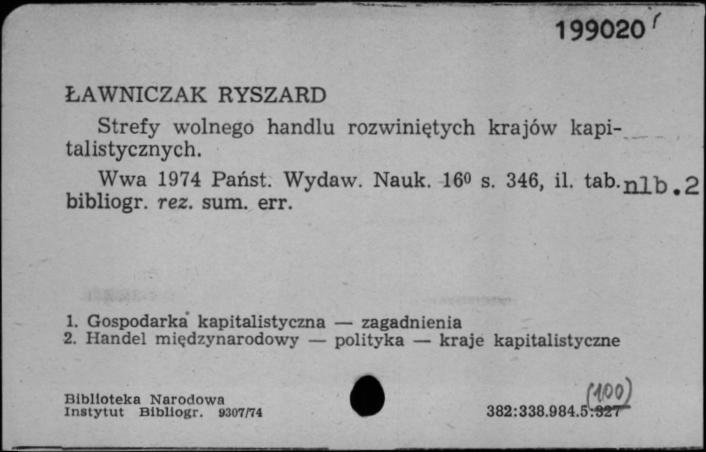 199020
ŁAWNICZAK RYSZARD
Strefy wolnego handlu rozwiniętych krajów kapi-
talistycznych.
Wwa 1974 Państ. Wydaw. Nauk. 16⁰ s. 346, il. tab. nlb.2
bibliogr. rez. sum. err.
1. Gospodarka kapitalistyczna — zagadnienia
2. Handel międzynarodowy — polityka — kraje kapitalistyczne
(100)
Biblioteka Narodowa
Instytut Bibliogr. 9307/74
382:338.984.5:327